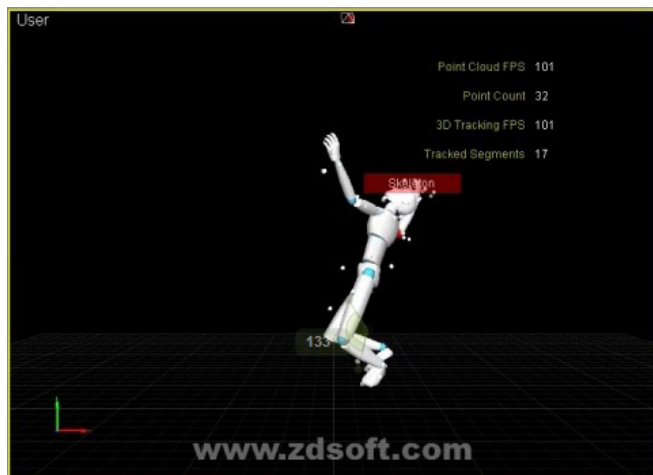 User
Point Cloud FPS 101
Point Count 32
3D Tracking FPS 101
Skeleton
Tracked Segments 17
133
www.zdsoft.com